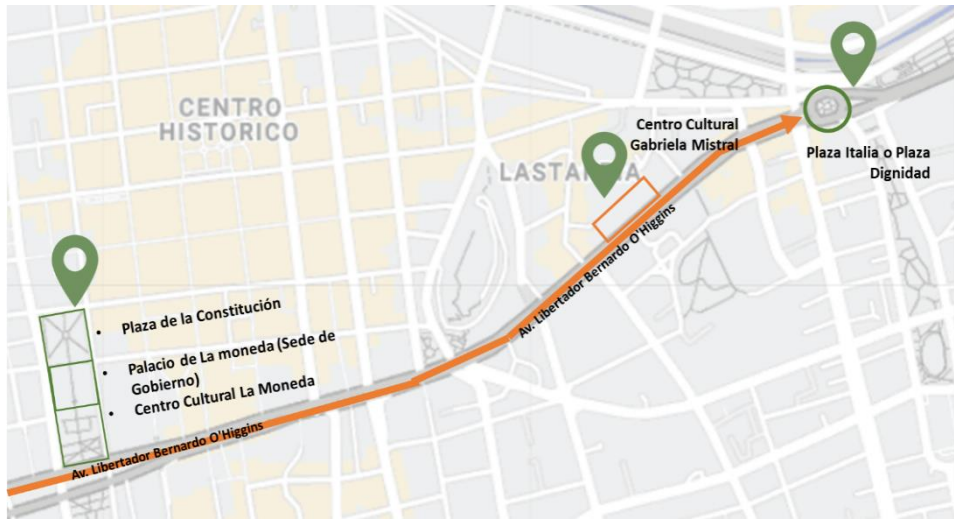 CENTRO
HISTORICO
LASTARRIA
Centro Cultural
Gabriela Mistral
Plaza Italia o Plaza
Dignidad
Av. Libertador Bernardo O'Higgins
• Plaza de la Constitución
• Palacio de La moneda (Sede de
Gobierno)
• Centro Cultural La Moneda
Av. Libertador Bernardo O'Higgins